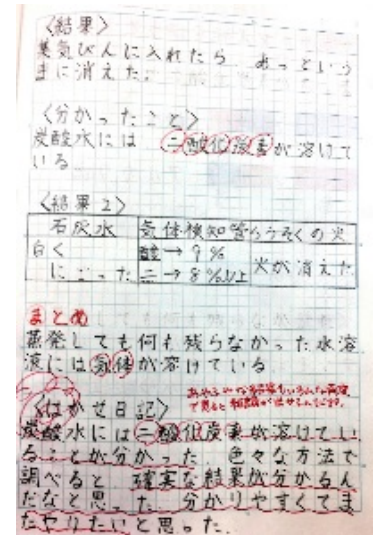 〈結果〉
集気びんに入れたら あっというまに消えた。
〈分かったこと〉
炭酸水には 二酸化炭素が溶けている
〈結果2〉
石灰水 気体検知管 ろうそくの火
白く 酸→9% 火が消えた
にごった 二→8%以上
まとめ
蒸発しても何も残らなかった水溶
液には気体が溶けている
〈はかせ日記〉
炭酸水には二酸化炭素が溶けてい
ることが分かった 色々な方法で
調べると 確実な結果が分かるん
だなと思った 分かりやすくてま
たやりたいと思った.